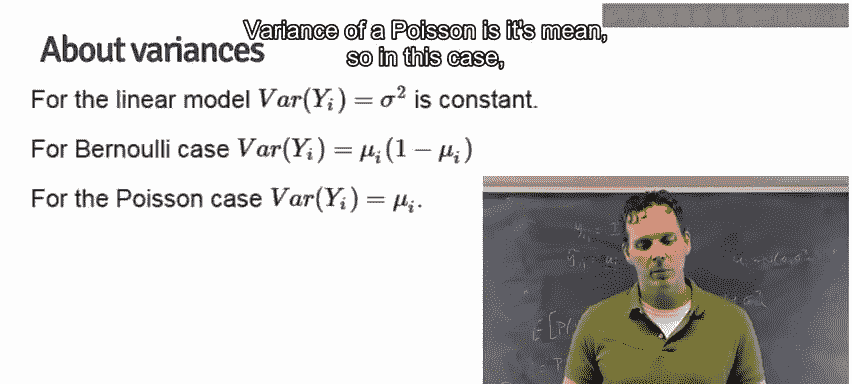 Variance of a Poisson is it's mean,
so in this case,
About variances
For the linear model Var(Y_i) = σ² is constant.
For Bernoulli case Var(Y_i) = μ_i(1 − μ_i)
For the Poisson case Var(Y_i) = μ_i.